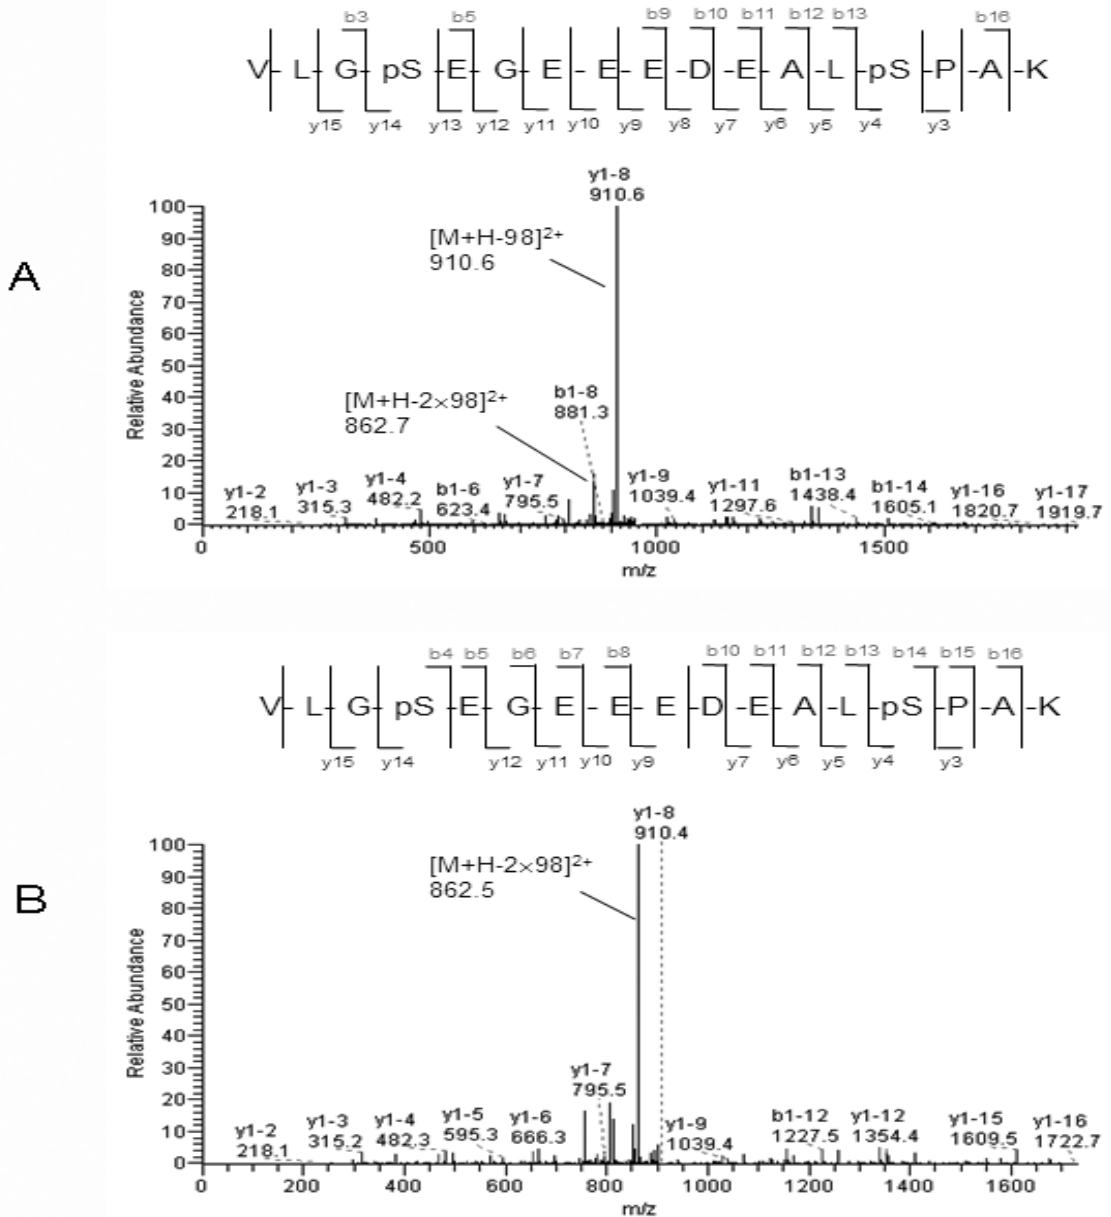 b3 b5 b9 b10 b11 b12 b13 b16
V-L-G-pS-E-G-E-E-E-D-E-A-L-pS-P-A-K
y15 y14 y13 y12 y11 y10 y9 y8 y7 y6 y5 y4 y3
A
y1-8
910.6
[M+H-98]2+
910.6
[M+H-2×98]2+
862.7
b1-8
881.3
y1-2
218.1
y1-3
315.3
y1-4
482.2
b1-6
623.4
y1-7
795.5
y1-9
1039.4
y1-11
1297.6
b1-13
1438.4
b1-14
1605.1
y1-16
1820.7
y1-17
1919.7
100
90
80
70
60
50
40
30
20
10
0
Relative Abundance
0 500 1000 1500
m/z
b4 b5 b6 b7 b8 b10 b11 b12 b13 b14 b15 b16
V-L-G-pS-E-G-E-E-E-D-E-A-L-pS-P-A-K
y15 y14 y12 y11 y10 y9 y7 y6 y5 y4 y3
B
y1-8
910.4
[M+H-2×98]2+
862.5
y1-7
795.5
y1-2
218.1
y1-3
315.2
y1-4
482.3
y1-5
595.3
y1-6
666.3
y1-9
1039.4
b1-12
1227.5
y1-12
1354.4
y1-15
1609.5
y1-16
1722.7
100
90
80
70
60
50
40
30
20
10
0
Relative Abundance
0 200 400 600 800 1000 1200 1400 1600
m/z